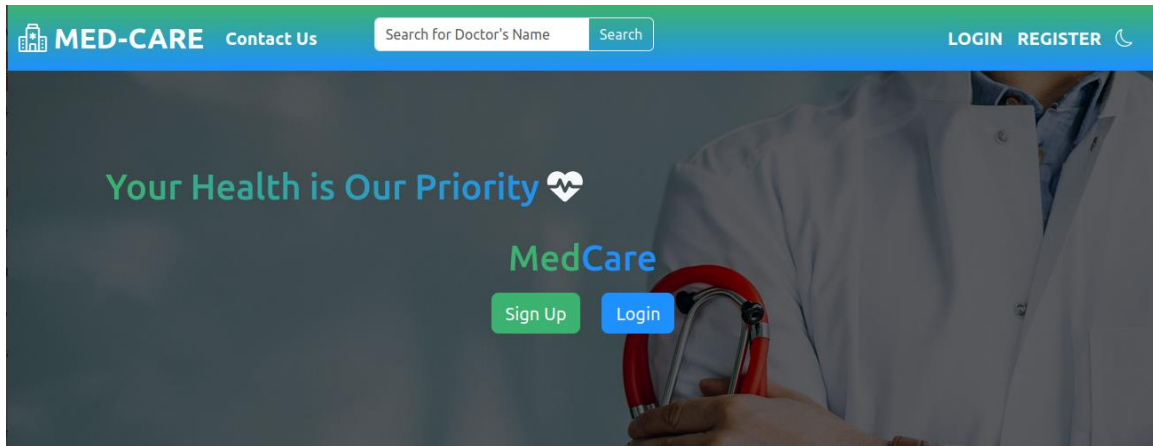 MED-CARE Contact Us Search for Doctor's Name Search LOGIN REGISTER
Your Health is Our Priority
MedCare
Sign Up Login